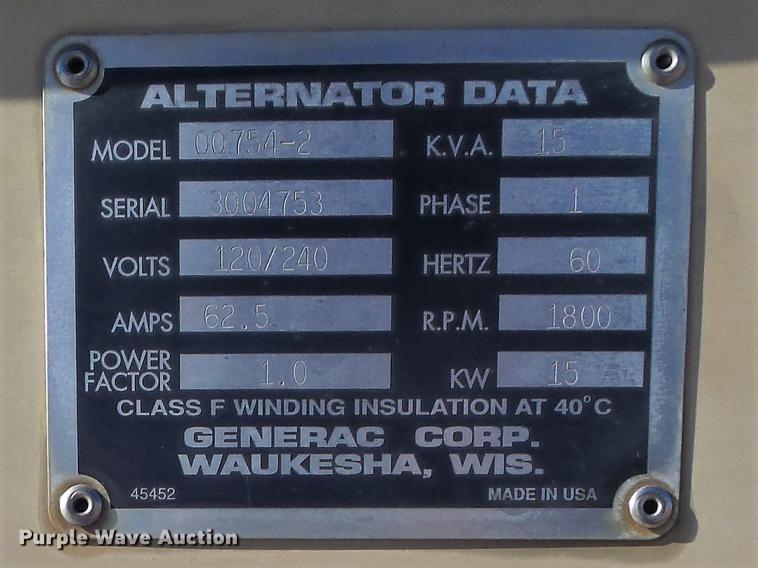 ALTERNATOR DATA
MODEL 00754-2 K.V.A. 15
SERIAL 3004753 PHASE 1
VOLTS 120/240 HERTZ 60
AMPS 62.5 R.P.M. 1800
POWER FACTOR 1.0 KW 15
CLASS F WINDING INSULATION AT 40°C
GENERAC CORP.
WAUKESHA, WIS.
45452 MADE IN USA
Purple Wave Auction